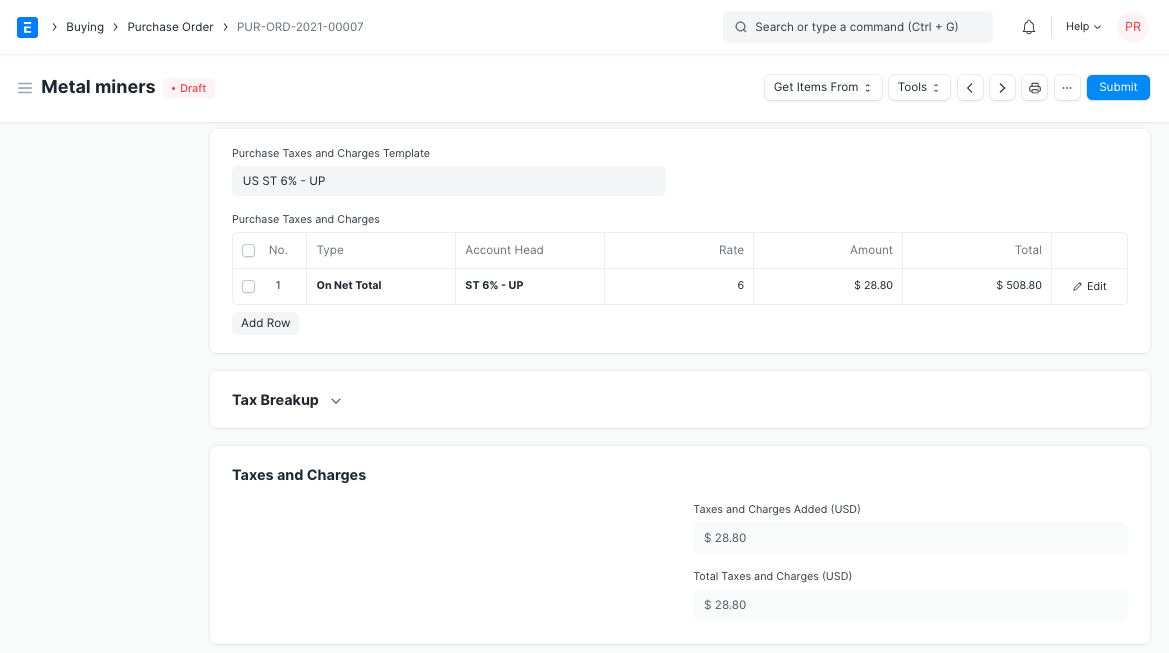 E Buying Purchase Order PUR-ORD-2021-00007 Search or type a command (Ctrl + G) Help PR
Metal miners • Draft Get Items From Tools ... Submit
Purchase Taxes and Charges Template
US ST 6% - UP
Purchase Taxes and Charges
No. Type Account Head Rate Amount Total
1 On Net Total ST 6% - UP 6 $ 28.80 $ 508.80 Edit
Add Row
Tax Breakup
Taxes and Charges
Taxes and Charges Added (USD)
$ 28.80
Total Taxes and Charges (USD)
$ 28.80